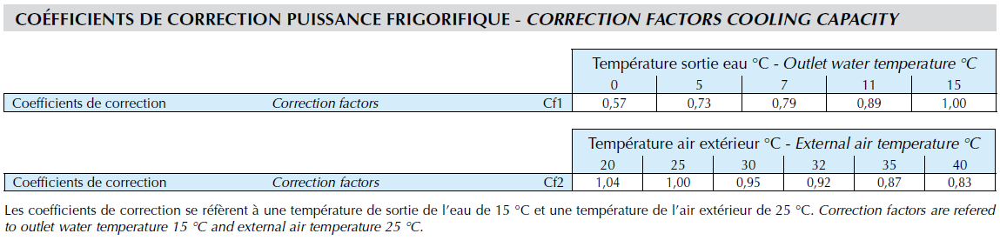 COÉFFICIENTS DE CORRECTION PUISSANCE FRIGORIFIQUE - CORRECTION FACTORS COOLING CAPACITY
Température sortie eau °C - Outlet water temperature °C
0 5 7 11 15
Coefficients de correction Correction factors Cf1 0,57 0,73 0,79 0,89 1,00
Température air extérieur °C - External air temperature °C
20 25 30 32 35 40
Coefficients de correction Correction factors Cf2 1,04 1,00 0,95 0,92 0,87 0,83
Les coefficients de correction se réfèrent à une température de sortie de l'eau de 15 °C et une température de l'air extérieur de 25 °C. Correction factors are refered
to outlet water temperature 15 °C and external air temperature 25 °C.